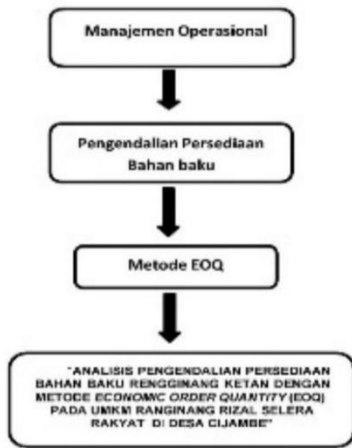 Manajemen Operasional
Pengendalian Persediaan
Bahan baku
Metode EOQ
"ANALISIS PENGENDALIAN PERSEDIAAN
BAHAN BAKU RENGGINANG KETAN DENGAN
METODE ECONOMIC ORDER QUANTITY (EOQ)
PADA UMKM RANGINANG RIZAL SELERA
RAKYAT DI DESA CIJAMBE"